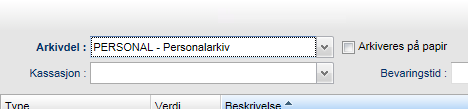 Arkivdel : PERSONAL - Personalarkiv Arkiveres på papir
Kassasjon : Bevaringstid :
Type Verdi Beskrivelse